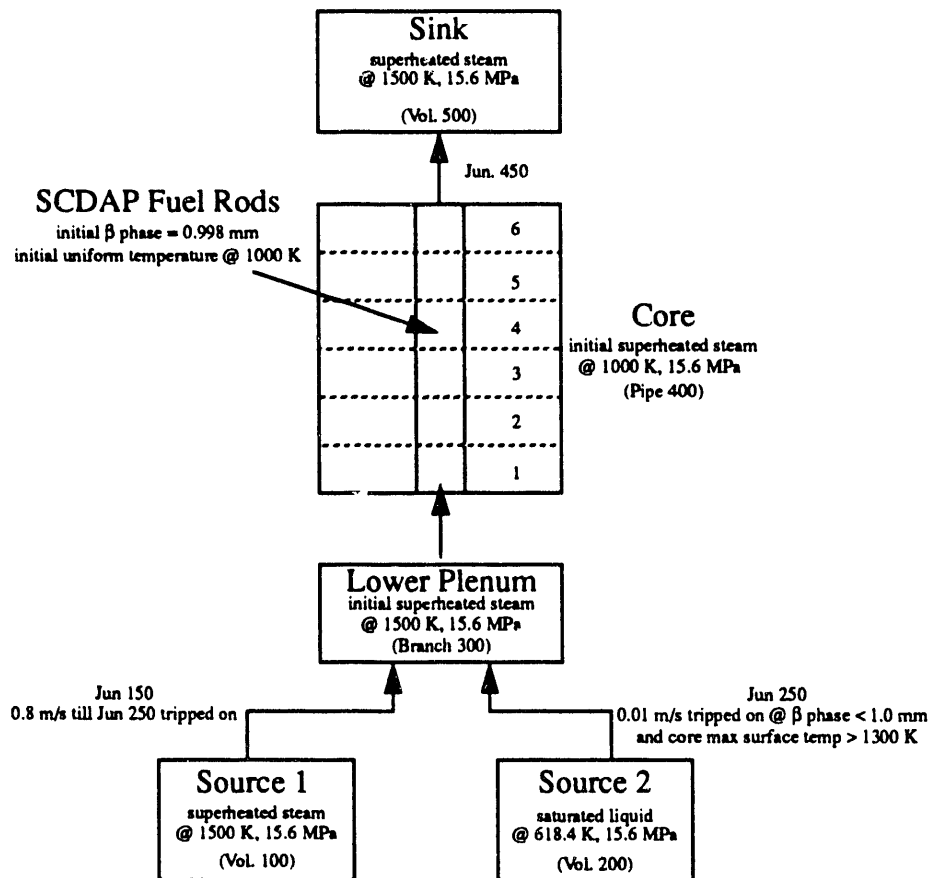 Sink
superheated steam
@ 1500 K, 15.6 MPa
(Vol. 500)
Jun. 450
SCDAP Fuel Rods
initial β phase = 0.998 mm
initial uniform temperature @ 1000 K
6
5
4
3
2
1
Core
initial superheated steam
@ 1000 K, 15.6 MPa
(Pipe 400)
Lower Plenum
initial superheated steam
@ 1500 K, 15.6 MPa
(Branch 300)
Jun 150
0.8 m/s till Jun 250 tripped on
Jun 250
0.01 m/s tripped on @ β phase < 1.0 mm
and core max surface temp > 1300 K
Source 1
superheated steam
@ 1500 K, 15.6 MPa
(Vol. 100)
Source 2
saturated liquid
@ 618.4 K, 15.6 MPa
(Vol. 200)